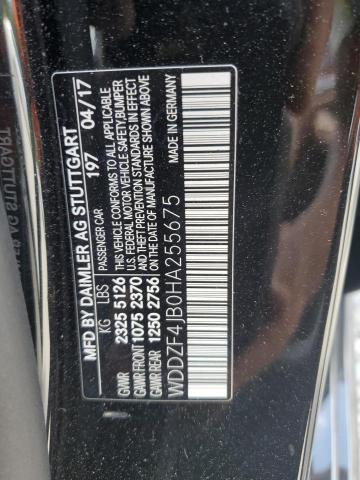 MFD BY DAIMLER AG STUTTGART
PASSENGER CAR 197 04/17
KG LBS
GVWR 2325 5126
GAWR FRONT 1075 2370
GAWR REAR 1250 2756
THIS VEHICLE CONFORMS TO ALL APPLICABLE
U.S. FEDERAL MOTOR VEHICLE SAFETY,BUMPER
AND THEFT PREVENTION STANDARDS IN EFFECT
ON THE DATE OF MANUFACTURE SHOWN ABOVE
MADE IN GERMANY
WDDZF4JB0HA255675